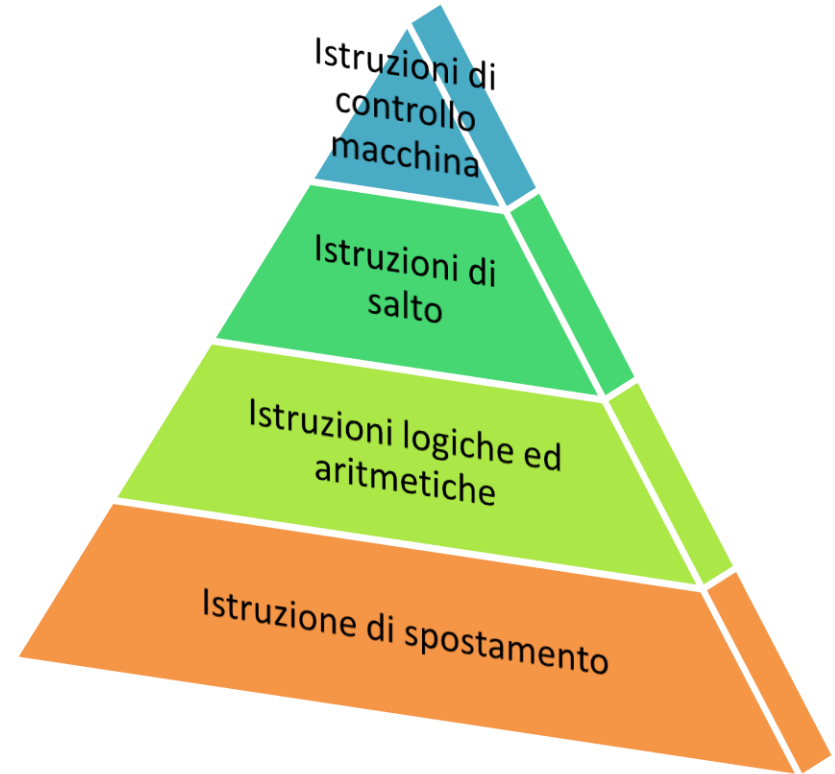 Istruzioni di
controllo
macchina
Istruzioni di
salto
Istruzioni logiche ed
aritmetiche
Istruzione di spostamento